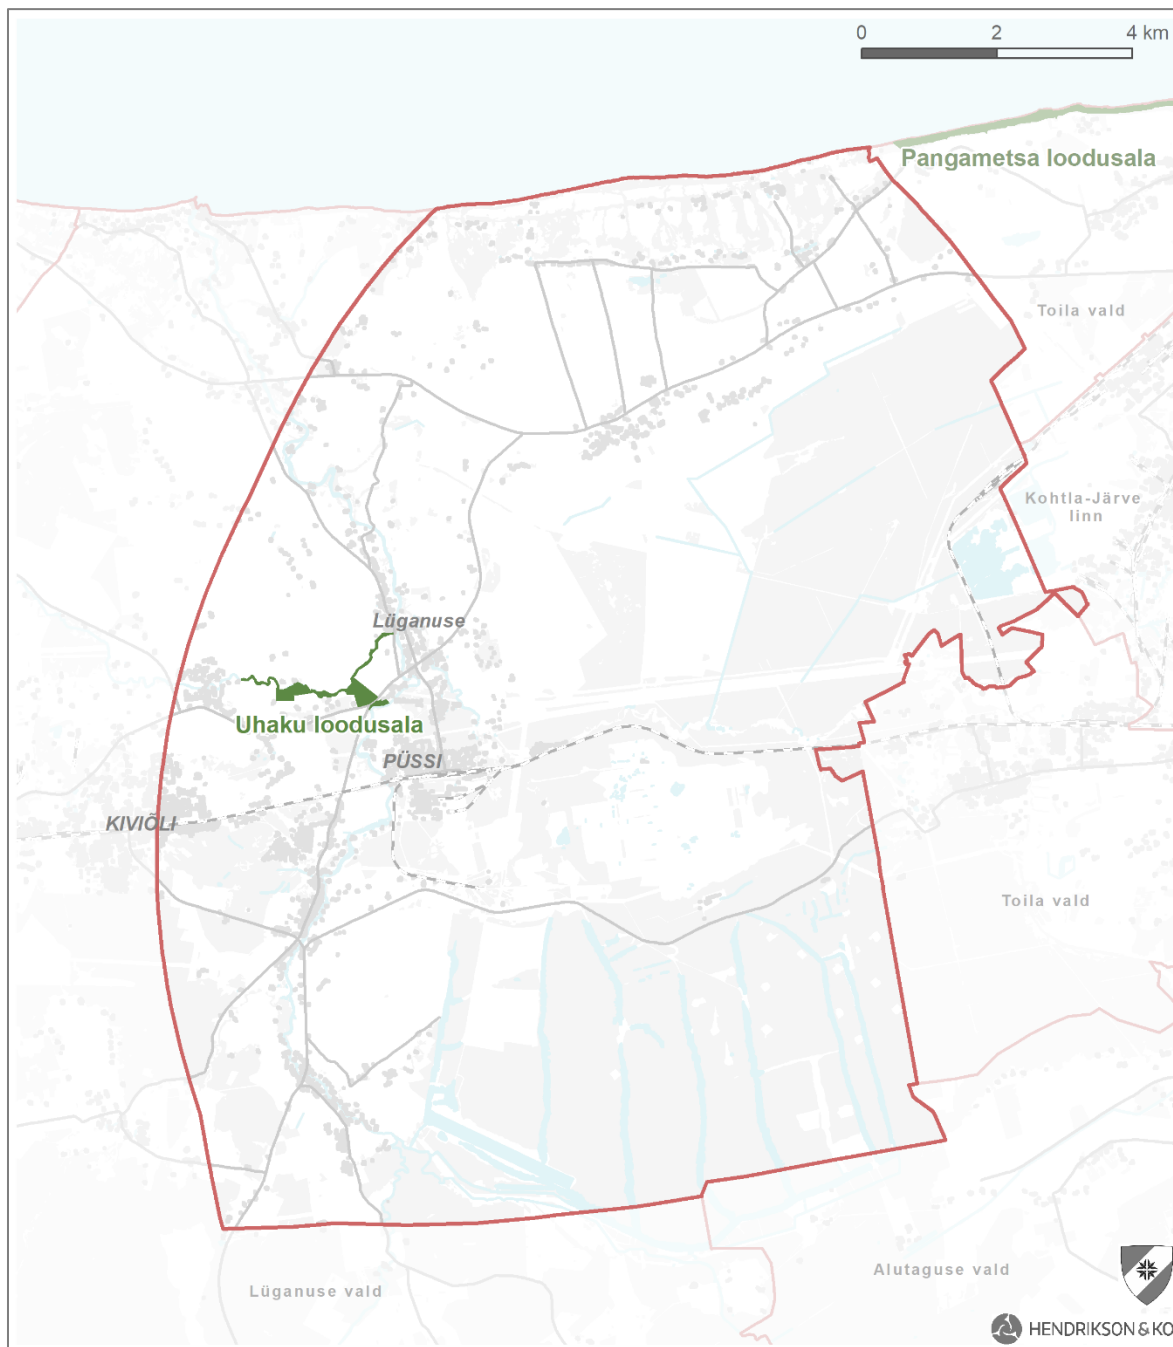 0 2 4 km
Pangametsa loodusala
Toila vald
Kohtla-Järve
linn
Lüganuse
Uhaku loodusala
PÜSSI
KIVIÕLI
Toila vald
Alutaguse vald
Lüganuse vald
HENDRIKSON & KO